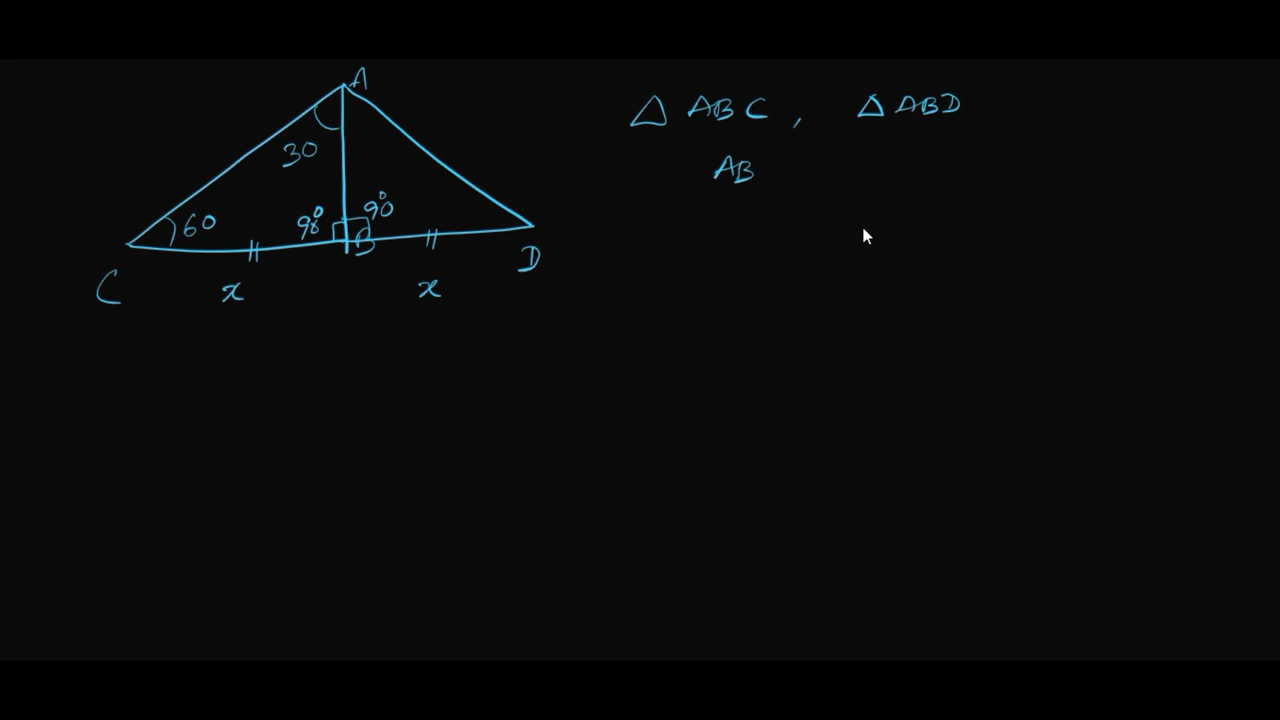 A
△ ABC, △ ABD
30
AB
60 90° 90°
B
C x x D